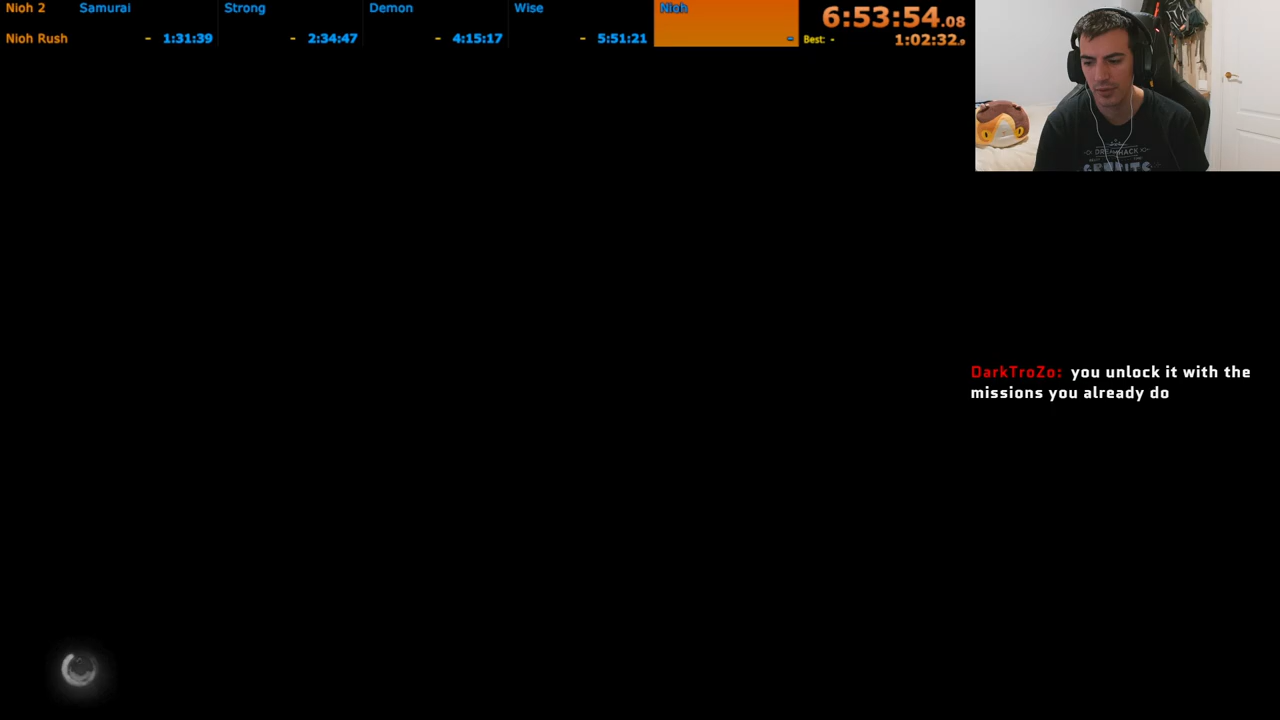 Nioh 2 Samurai Strong Demon Wise Nioh 6:53:54.08
Nioh Rush - 1:31:39 - 2:34:47 - 4:15:17 - 5:51:21 - Best: - 1:02:32.9
DREAMHACK
DarkTroZo: you unlock it with the
missions you already do